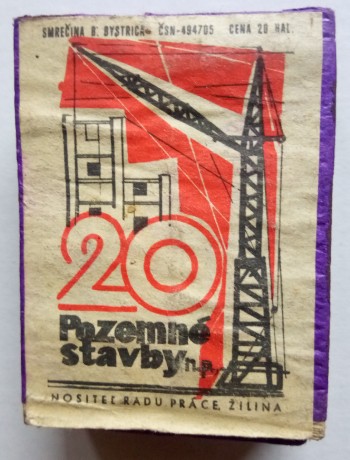 SMREČINA B. BYSTRICA ČSN-494705 CENA 20 HAL.
20
Pozemné
stavby n.p.
NOSITEĽ RADU PRÁCE, ŽILINA